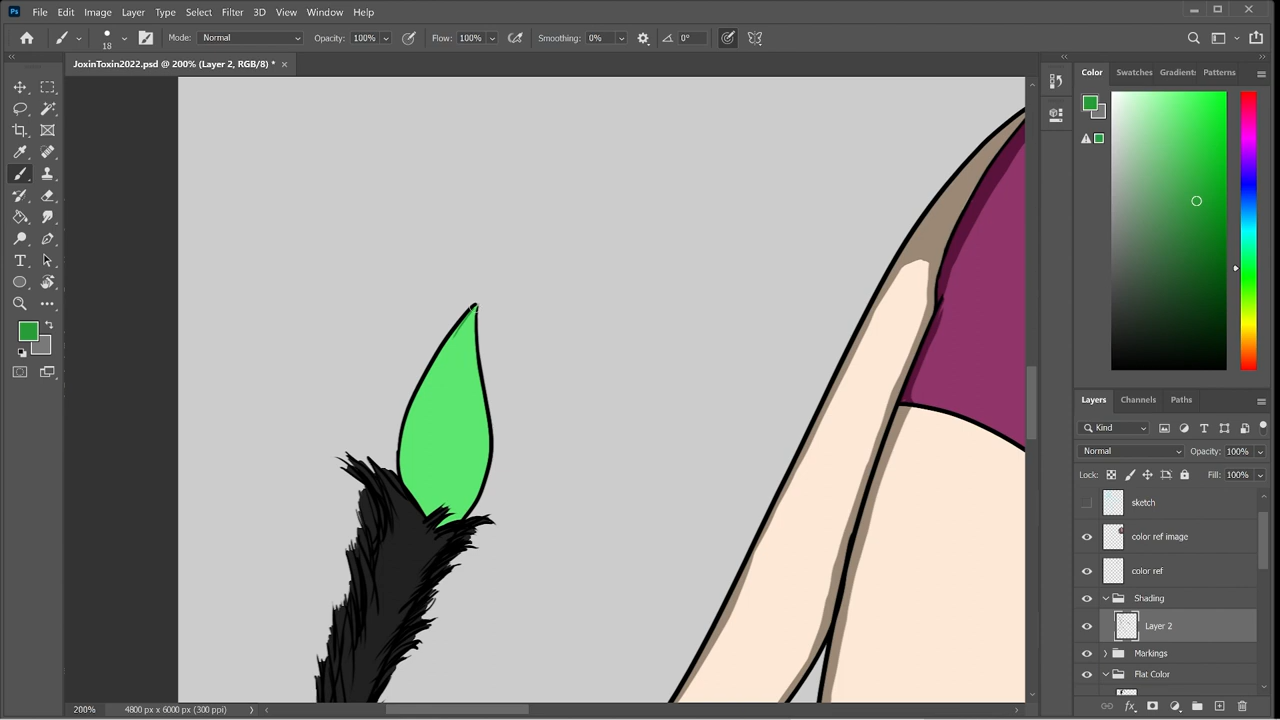 Ps File Edit Image Layer Type Select Filter 3D View Window Help
18 Mode: Normal Opacity: 100% Flow: 100% Smoothing: 0% 0°
JoxinToxin2022.psd @ 200% (Layer 2, RGB/8) *
Color Swatches Gradient: Patterns
Layers Channels Paths
Kind
Normal Opacity: 100%
Lock: Fill: 100%
sketch
color ref image
color ref
Shading
Layer 2
Markings
Flat Color
200% 4800 px x 6000 px (300 ppi)
fx